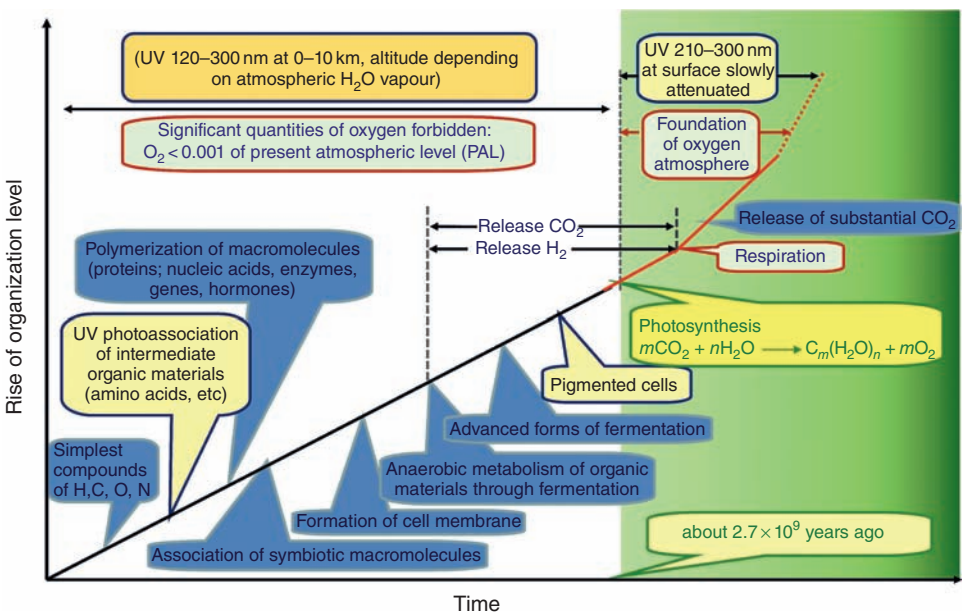 (UV 120–300 nm at 0–10 km, altitude depending
on atmospheric H₂O vapour)
UV 210–300 nm
at surface slowly
attenuated
Significant quantities of oxygen forbidden:
O₂ < 0.001 of present atmospheric level (PAL)
Foundation
of oxygen
atmosphere
Release CO₂
Release H₂
Release of substantial CO₂
Respiration
Polymerization of macromolecules
(proteins; nucleic acids, enzymes,
genes, hormones)
UV photoassociation
of intermediate
organic materials
(amino acids, etc)
Photosynthesis
mCO₂ + nH₂O ⟶ Cₘ(H₂O)ₙ + mO₂
Pigmented cells
Advanced forms of fermentation
Simplest
compounds
of H,C, O, N
Anaerobic metabolism of organic
materials through fermentation
Formation of cell membrane
Association of symbiotic macromolecules
about 2.7 × 10⁹ years ago
Rise of organization level
Time